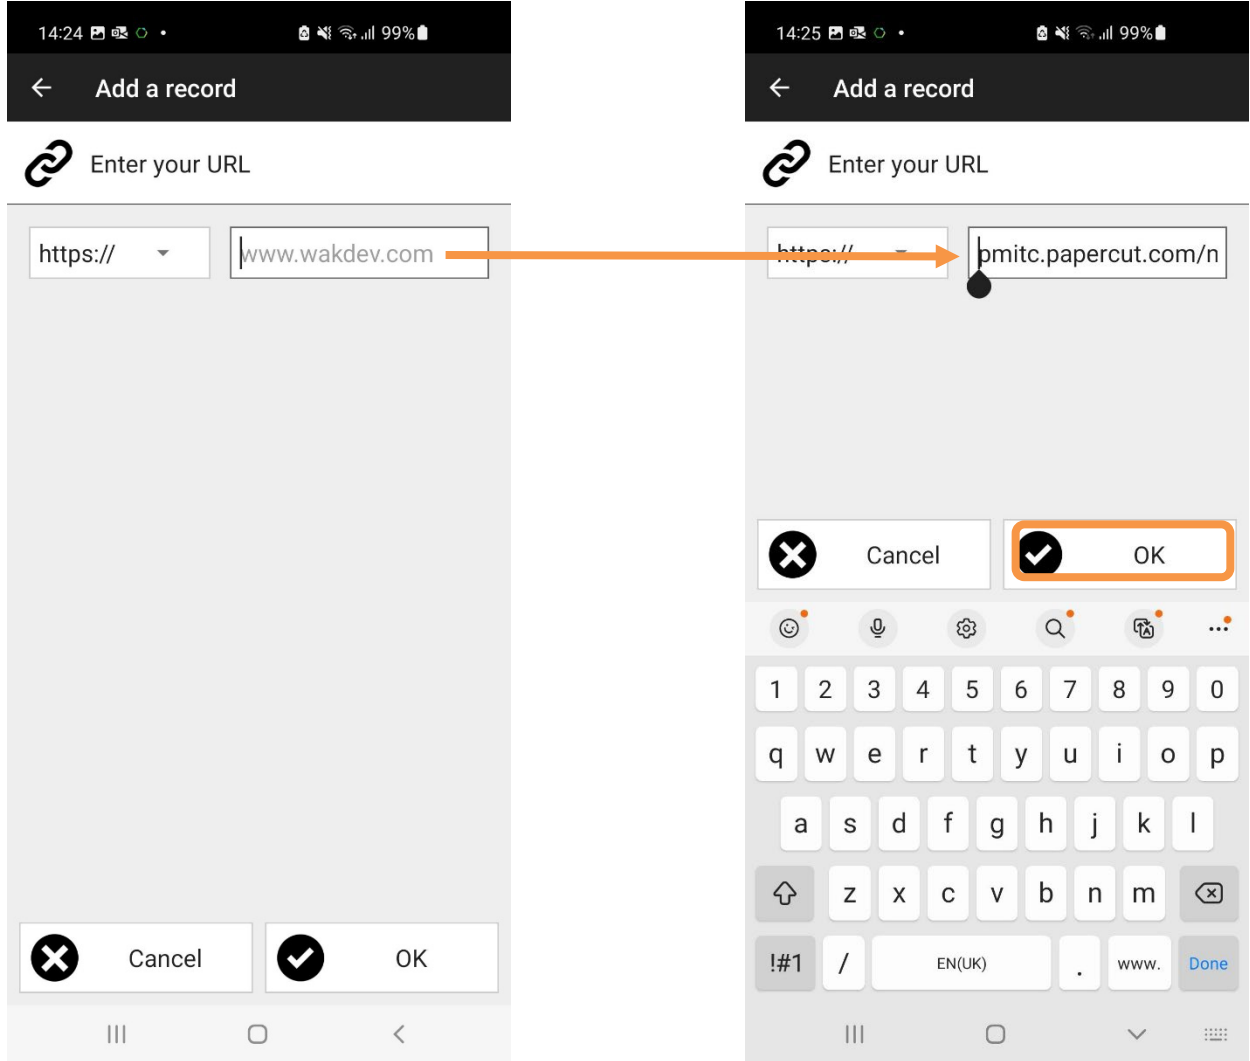 14:24
99%
Add a record
Enter your URL
https://
www.wakdev.com
Cancel
OK
14:25
99%
Add a record
Enter your URL
https://
pmitc.papercut.com/n
Cancel
OK
1 2 3 4 5 6 7 8 9 0
q w e r t y u i o p
a s d f g h j k l
z x c v b n m
!#1 / EN(UK) . www. Done